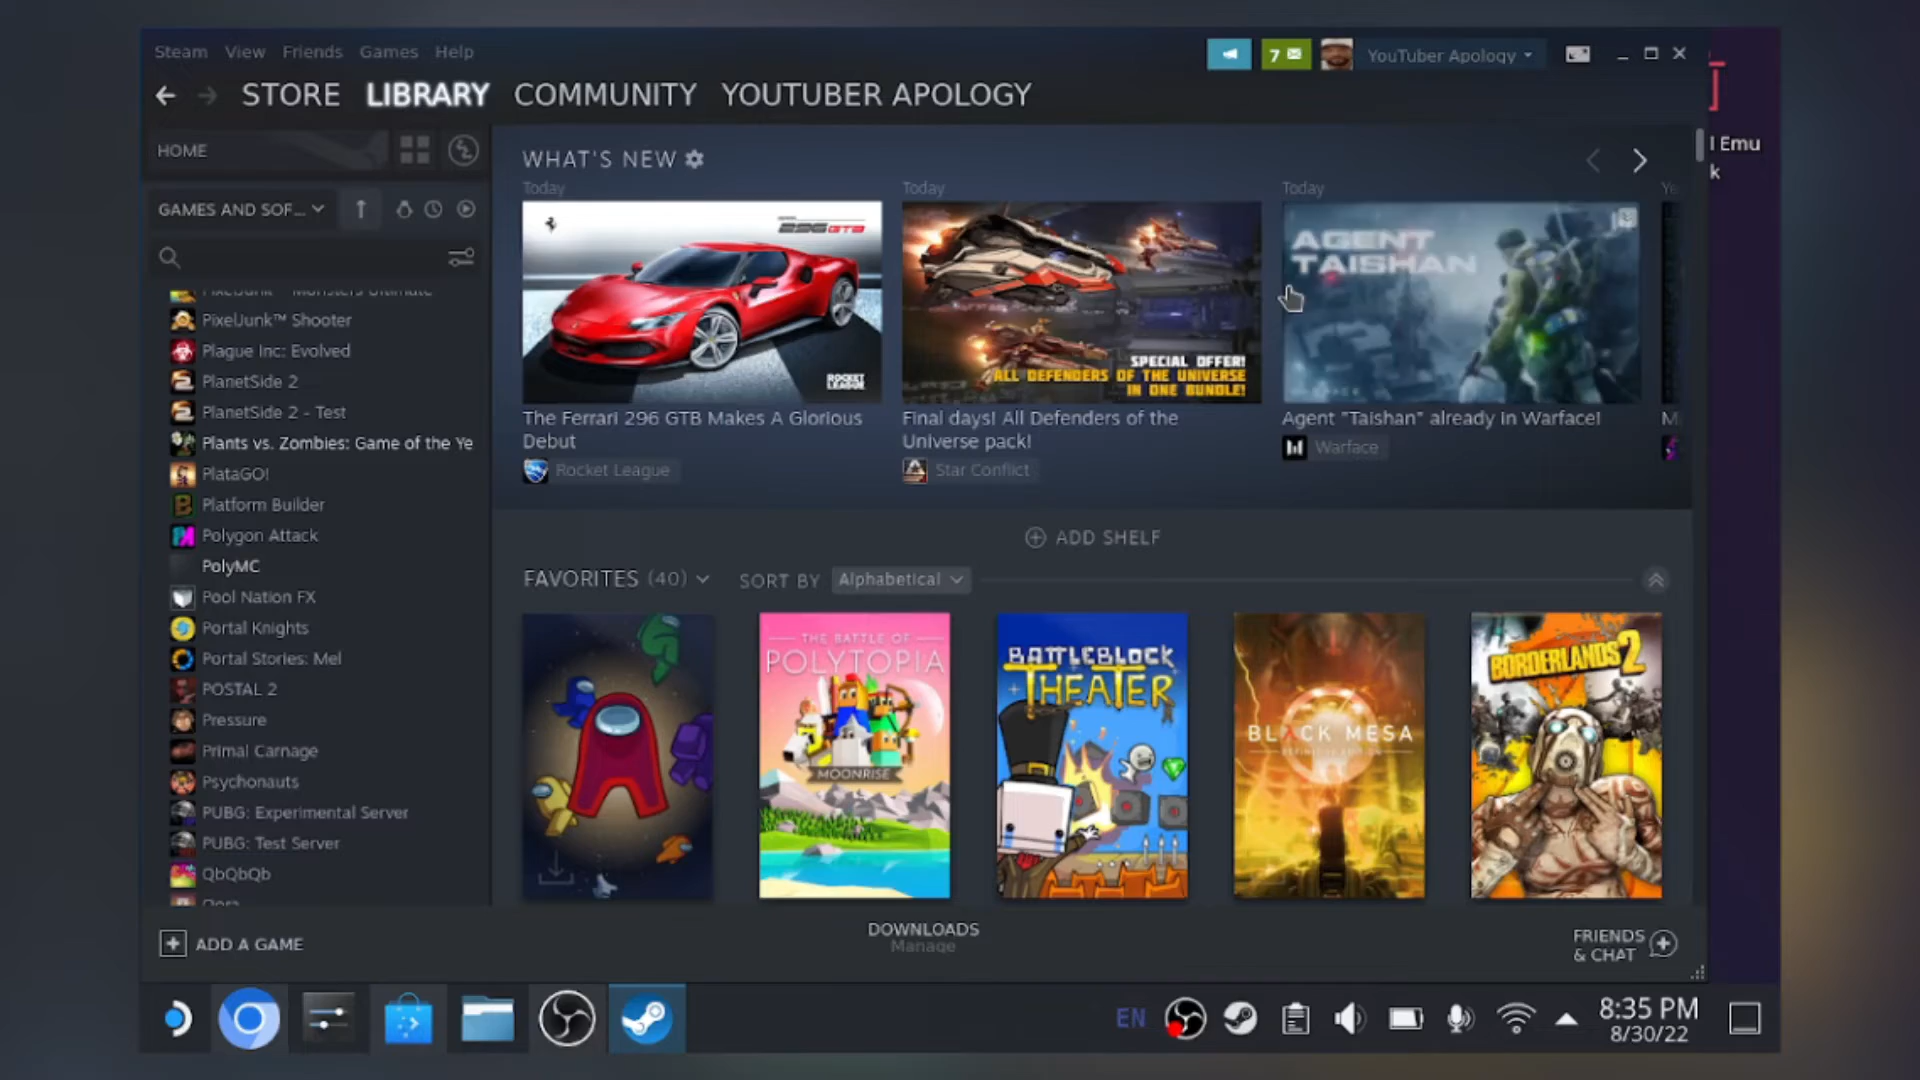 Steam View Friends Games Help
7
YouTuber Apology
STORE LIBRARY COMMUNITY YOUTUBER APOLOGY
HOME
GAMES AND SOF...
PixelJunk™ Monsters Ultimate
PixelJunk™ Shooter
Plague Inc: Evolved
PlanetSide 2
PlanetSide 2 - Test
Plants vs. Zombies: Game of the Ye
PlataGO!
Platform Builder
Polygon Attack
PolyMC
Pool Nation FX
Portal Knights
Portal Stories: Mel
POSTAL 2
Pressure
Primal Carnage
Psychonauts
PUBG: Experimental Server
PUBG: Test Server
QbQbQb
ADD A GAME
WHAT'S NEW
Today
296 GTB
ROCKET
LEAGUE
The Ferrari 296 GTB Makes A Glorious
Debut
Rocket League
Today
SPECIAL OFFER!
ALL DEFENDERS OF THE UNIVERSE
IN ONE BUNDLE!
Final days! All Defenders of the
Universe pack!
Star Conflict
Today
AGENT
TAISHAN
Agent "Taishan" already in Warface!
Warface
Ye
M
l Emu
k
ADD SHELF
FAVORITES (40) SORT BY Alphabetical
THE BATTLE OF
POLYTOPIA
MOONRISE
BATTLEBLOCK
THEATER
BLACK MESA
DEFINITIVE EDITION
BORDERLANDS 2
DOWNLOADS
Manage
FRIENDS
& CHAT
EN
8:35 PM
8/30/22